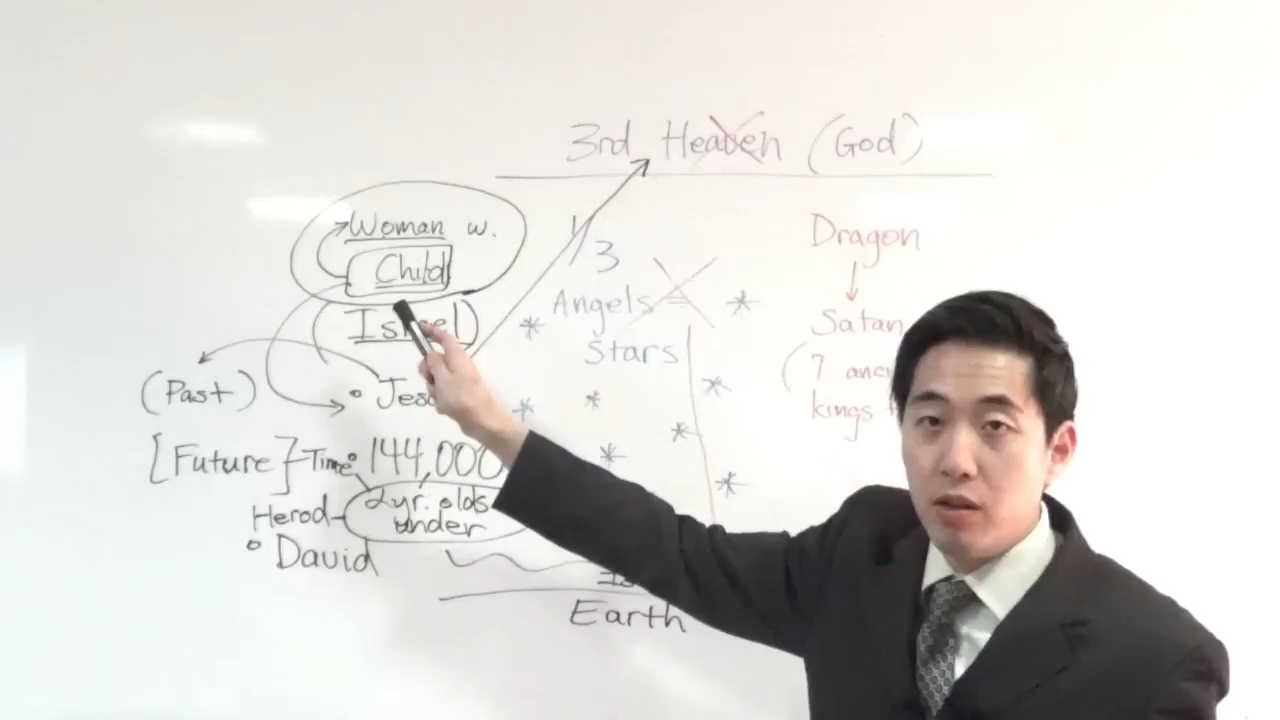 3rd Heaven (God)
Woman w.
Child
(Israel)
1/3
Angels
Stars
Dragon
Satan
(7
kings
(Past)
[Future] Time
144,000
Herod
2yr. olds
under
David
Earth